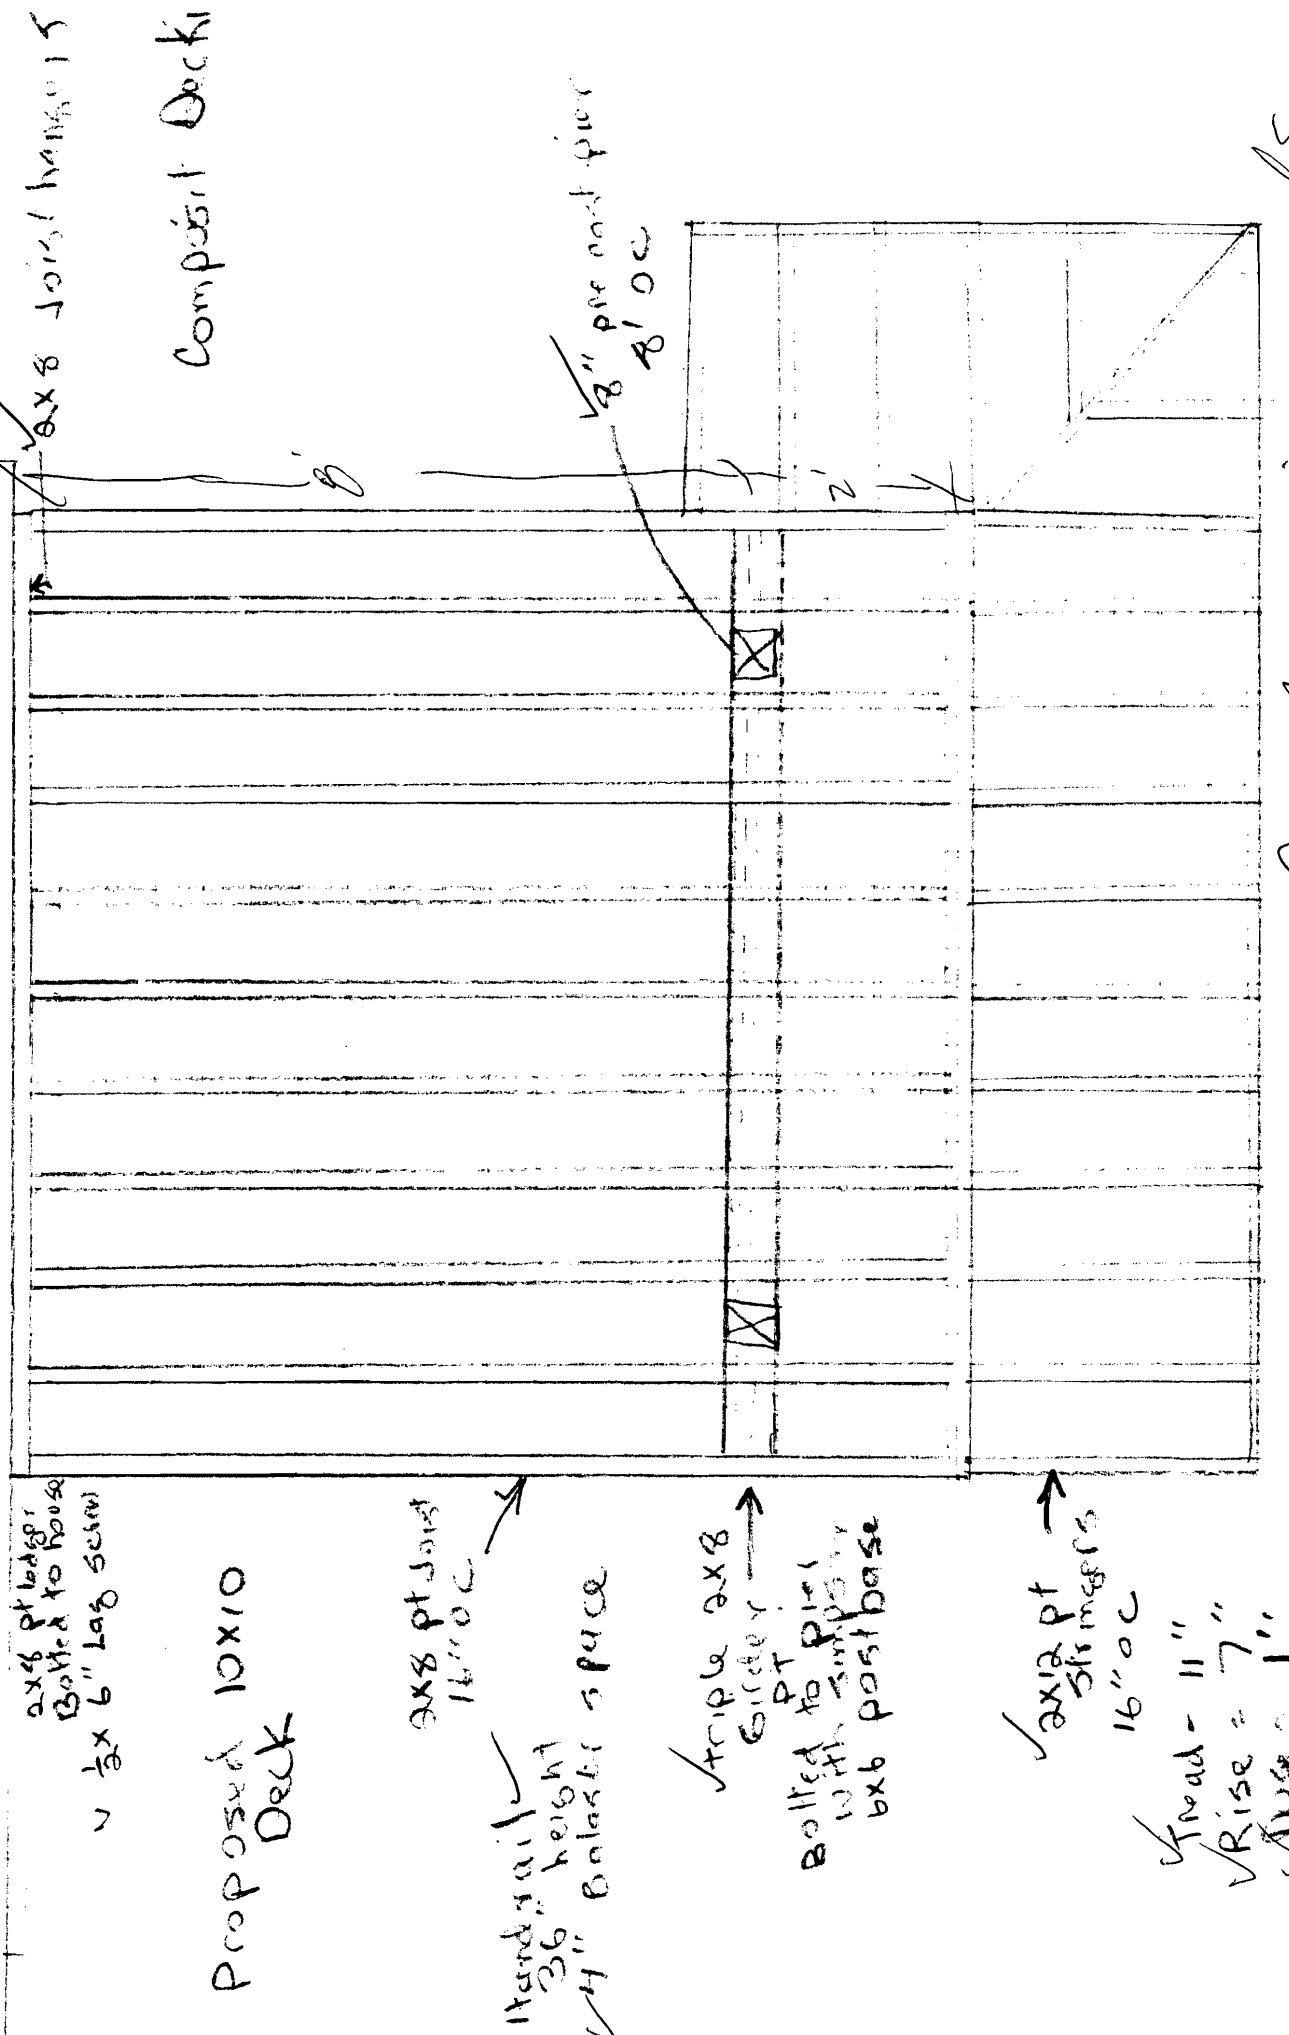 2x8 pt ledger
Bolted to house
½ x 6" Lag screw
Proposed 10x10
Deck
2x8 pt Joist
16" OC
Handrail
36" height
4" Balaster space
triple 2x8
Girder
PT
Bolted to pier
with simpson
6x6 post base
2x12 pt
Stringers
16" OC
Tread - 11"
Rise = 7"
1"
2x8 Joist hangers
Composit Decki
8'
8" pre cast pier
8' OC
2'